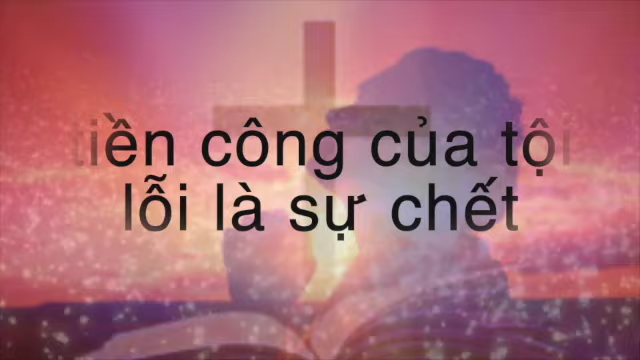 tiền công của tội
lỗi là sự chết